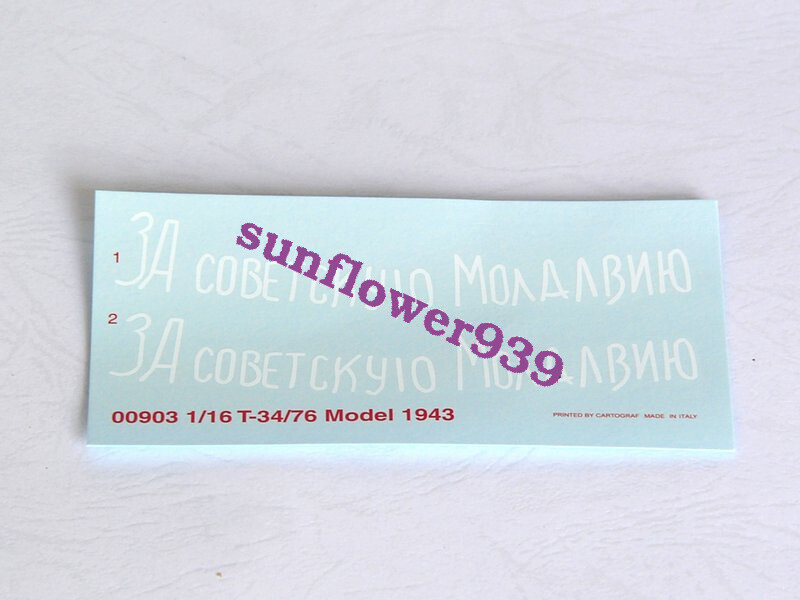 1 ЗА СОВЕТСКУЮ МОЛДАВИЮ
2 ЗА СОВЕТСКУЮ МОЛДАВИЮ
sunflower939
00903 1/16 T-34/76 Model 1943
PRINTED BY CARTOGRAF MADE IN ITALY